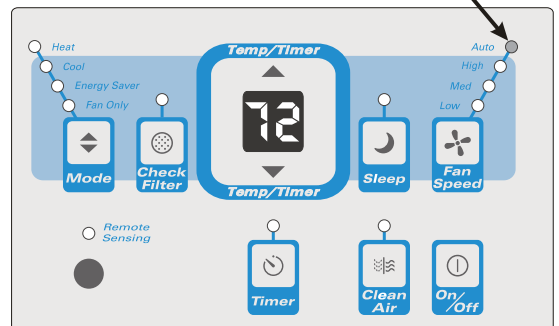 Heat
Cool
Energy Saver
Fan Only
Mode
Check
Filter
Temp/Timer
72
Temp/Timer
Sleep
Auto
High
Med
Low
Fan
Speed
Remote
Sensing
Timer
Clean
Air
On/Off